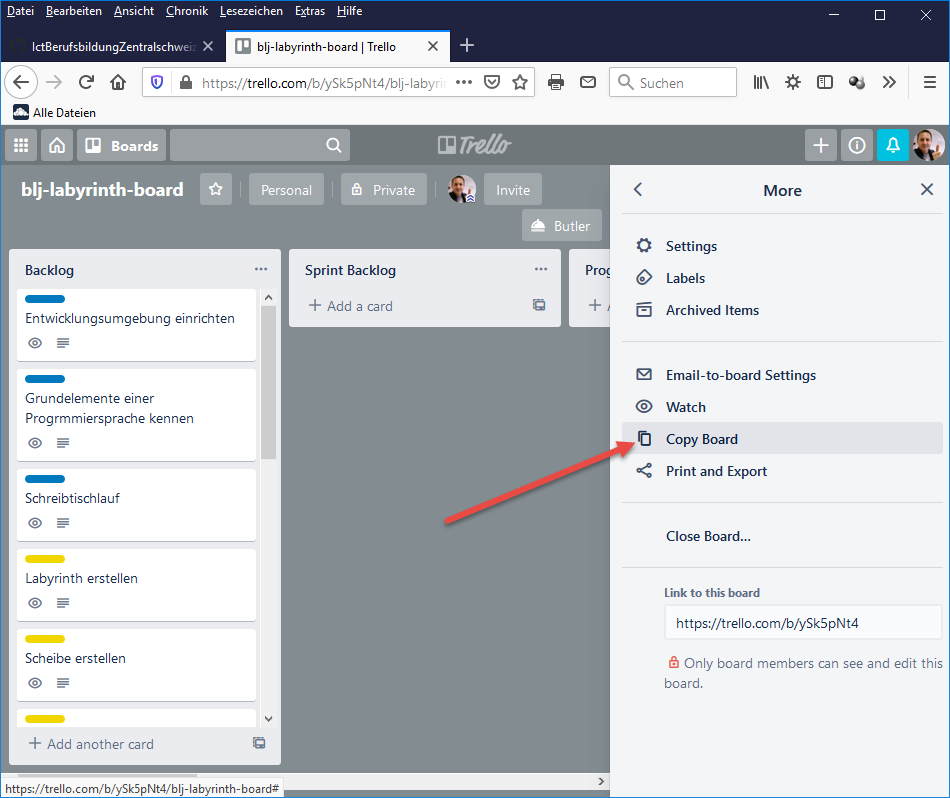 Datei Bearbeiten Ansicht Chronik Lesezeichen Extras Hilfe
IctBerufsbildungZentralschweiz
blj-labyrinth-board | Trello
https://trello.com/b/ySk5pNt4/blj-labyrin
Suchen
Alle Dateien
Boards
Trello
blj-labyrinth-board
Personal
Private
Invite
Butler
Backlog
Entwicklungsumgebung einrichten
Grundelemente einer
Progrmmiersprache kennen
Schreibtischlauf
Labyrinth erstellen
Scheibe erstellen
Add another card
Sprint Backlog
Add a card
Prog
More
Settings
Labels
Archived Items
Email-to-board Settings
Watch
Copy Board
Print and Export
Close Board...
Link to this board
https://trello.com/b/ySk5pNt4
Only board members can see and edit this
board.
https://trello.com/b/ySk5pNt4/blj-labyrinth-board#